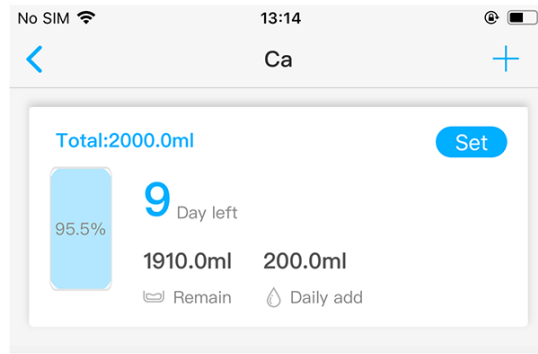 No SIM 13:14
Ca
Total:2000.0ml Set
95.5%
9 Day left
1910.0ml 200.0ml
Remain Daily add